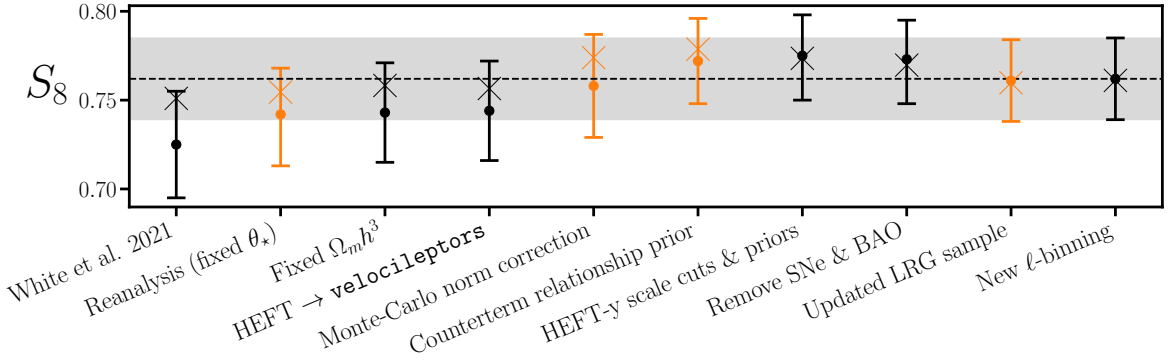 0.80
S₈
0.75
0.70
White et al. 2021
Reanalysis (fixed θ⋆)
Fixed Ωₘh³
HEFT → velocileptors
Monte-Carlo norm correction
Counterterm relationship prior
HEFT-y scale cuts & priors
Remove SNe & BAO
Updated LRG sample
New ℓ-binning